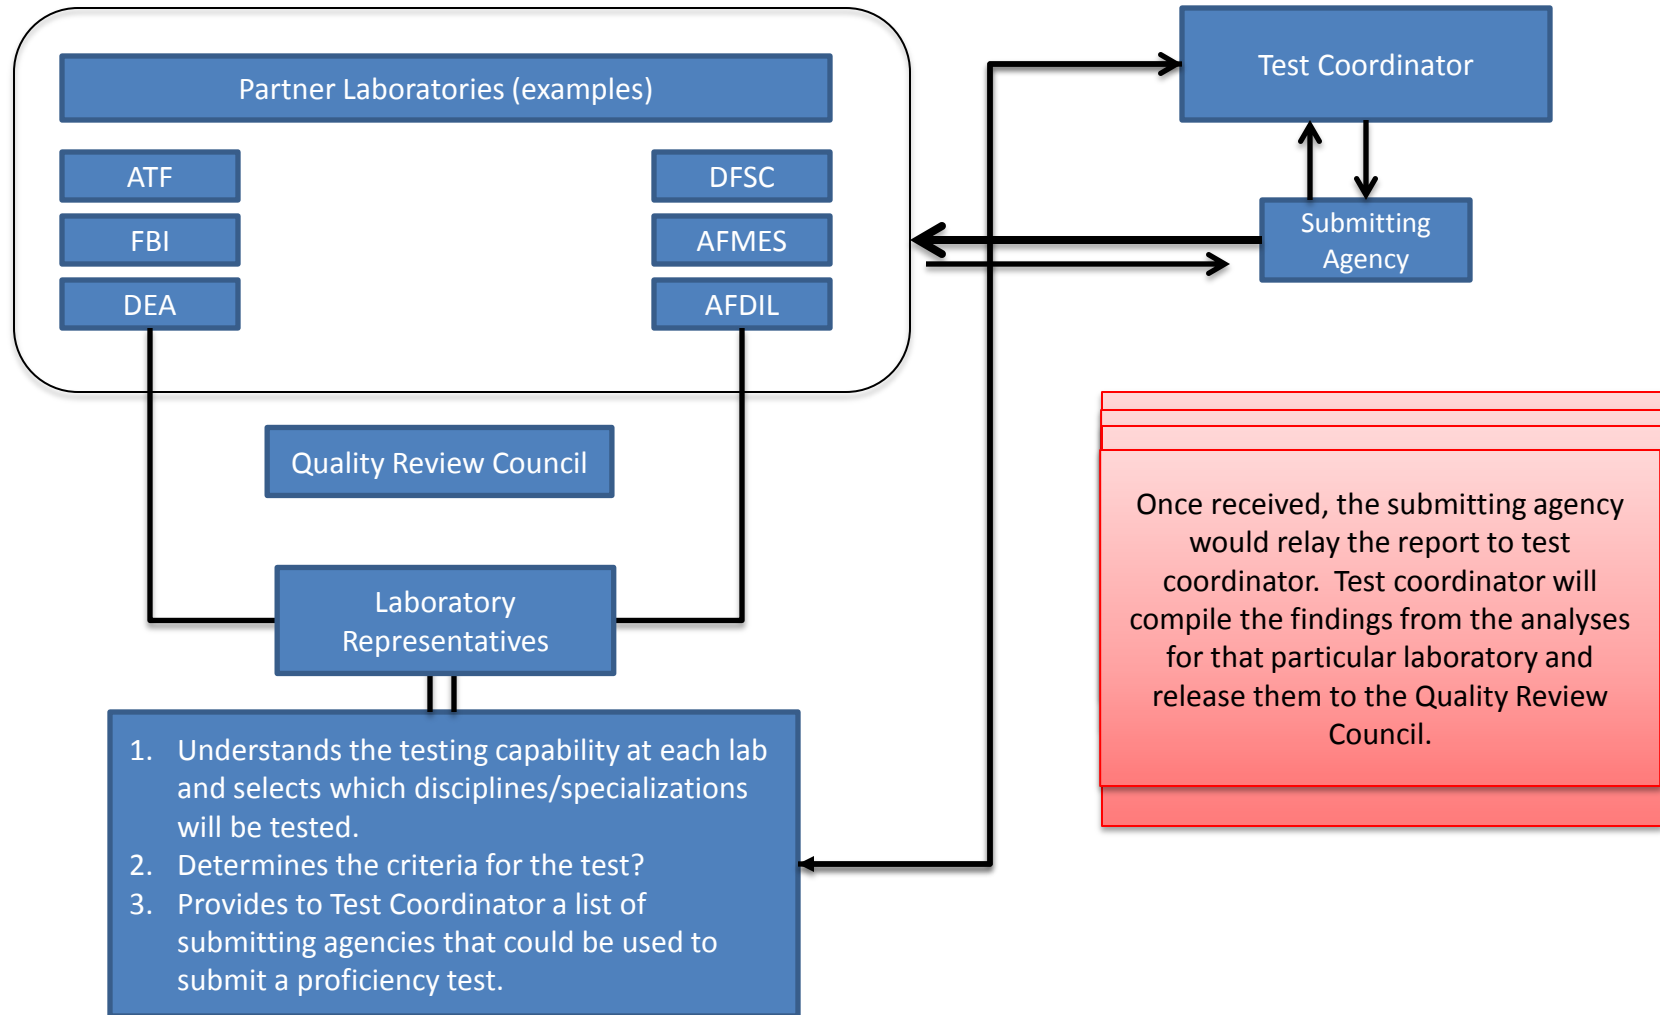 Partner Laboratories (examples)
ATF
FBI
DEA
DFSC
AFMES
AFDIL
Test Coordinator
Submitting
Agency
Quality Review Council
Laboratory
Representatives
1. Understands the testing capability at each lab
and selects which disciplines/specializations
will be tested.
2. Determines the criteria for the test?
3. Provides to Test Coordinator a list of
submitting agencies that could be used to
submit a proficiency test.
Once received, the submitting agency
would relay the report to test
coordinator. Test coordinator will
compile the findings from the analyses
for that particular laboratory and
release them to the Quality Review
Council.